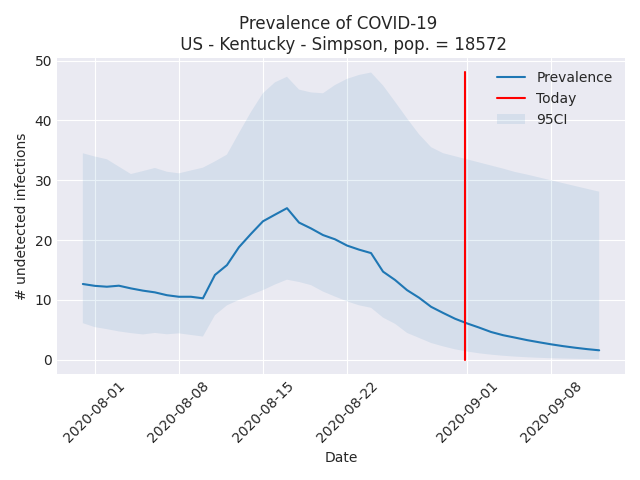 Prevalence of COVID-19
US - Kentucky - Simpson, pop. = 18572
# undetected infections
50
40
30
20
10
0
Prevalence
Today
95CI
2020-08-01
2020-08-08
2020-08-15
2020-08-22
2020-09-01
2020-09-08
Date